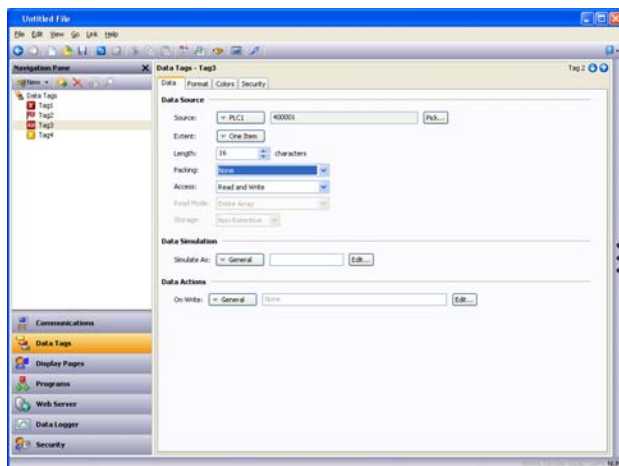 Untitled File
File Edit View Go Link Help
Navigation Pane
Data Tags - Tag3
Tag 2
New
Data Format Colors Security
Data Tags
Tag1
Tag2
Tag3
Tag4
Data Source
Source: PLC1 400001 Pick...
Extent: One Item
Length: 16 characters
Packing: None
Access: Read and Write
Read Mode: Entire Array
Storage: Non-Retentive
Data Simulation
Simulate As: General Edit...
Data Actions
On Write: General None Edit...
Communications
Data Tags
Display Pages
Programs
Web Server
Data Logger
Security